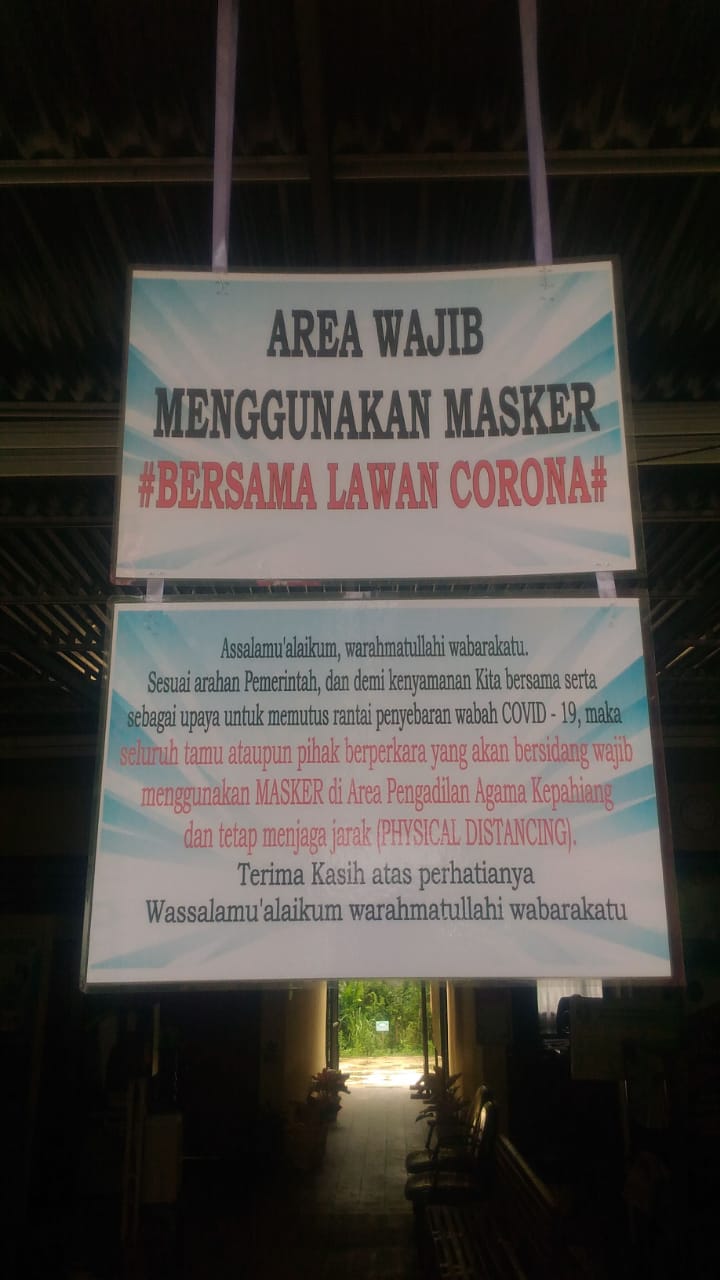 AREA WAJIB
MENGGUNAKAN MASKER
#BERSAMA LAWAN CORONA#
Assalamu'alaikum, warahmatullahi wabarakatu.
Sesuai arahan Pemerintah, dan demi kenyamanan Kita bersama serta
sebagai upaya untuk memutus rantai penyebaran wabah COVID - 19, maka
seluruh tamu ataupun pihak berperkara yang akan bersidang wajib
menggunakan MASKER di Area Pengadilan Agama Kepahiang
dan tetap menjaga jarak (PHYSICAL DISTANCING).
Terima Kasih atas perhatianya
Wassalamu'alaikum warahmatullahi wabarakatu